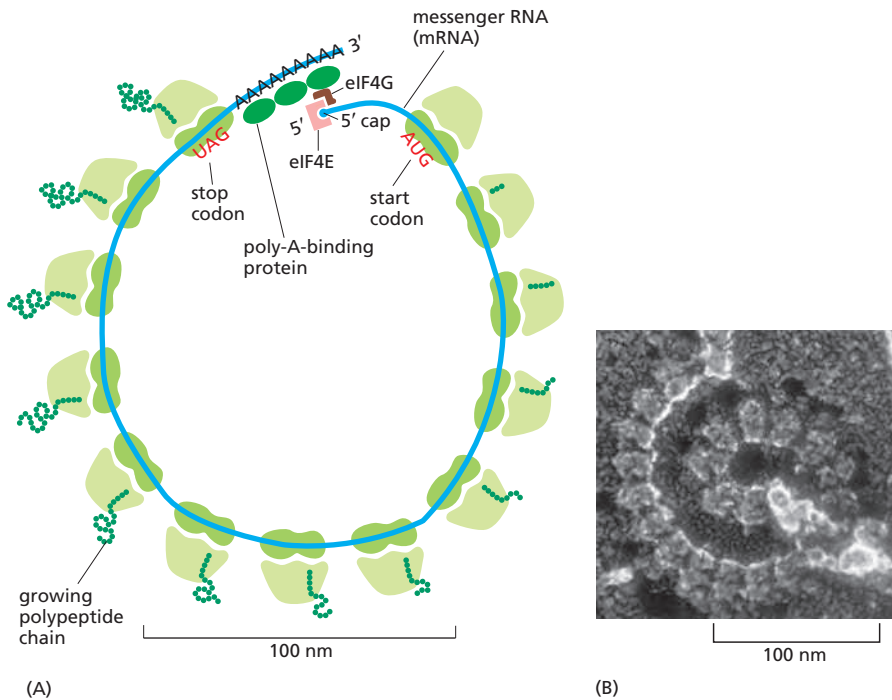 messenger RNA
(mRNA)
AAAAAAAAA 3′
eIF4G
5′
5′ cap
eIF4E
UAG
AUG
stop
codon
start
codon
poly-A-binding
protein
growing
polypeptide
chain
100 nm
100 nm
(A)
(B)